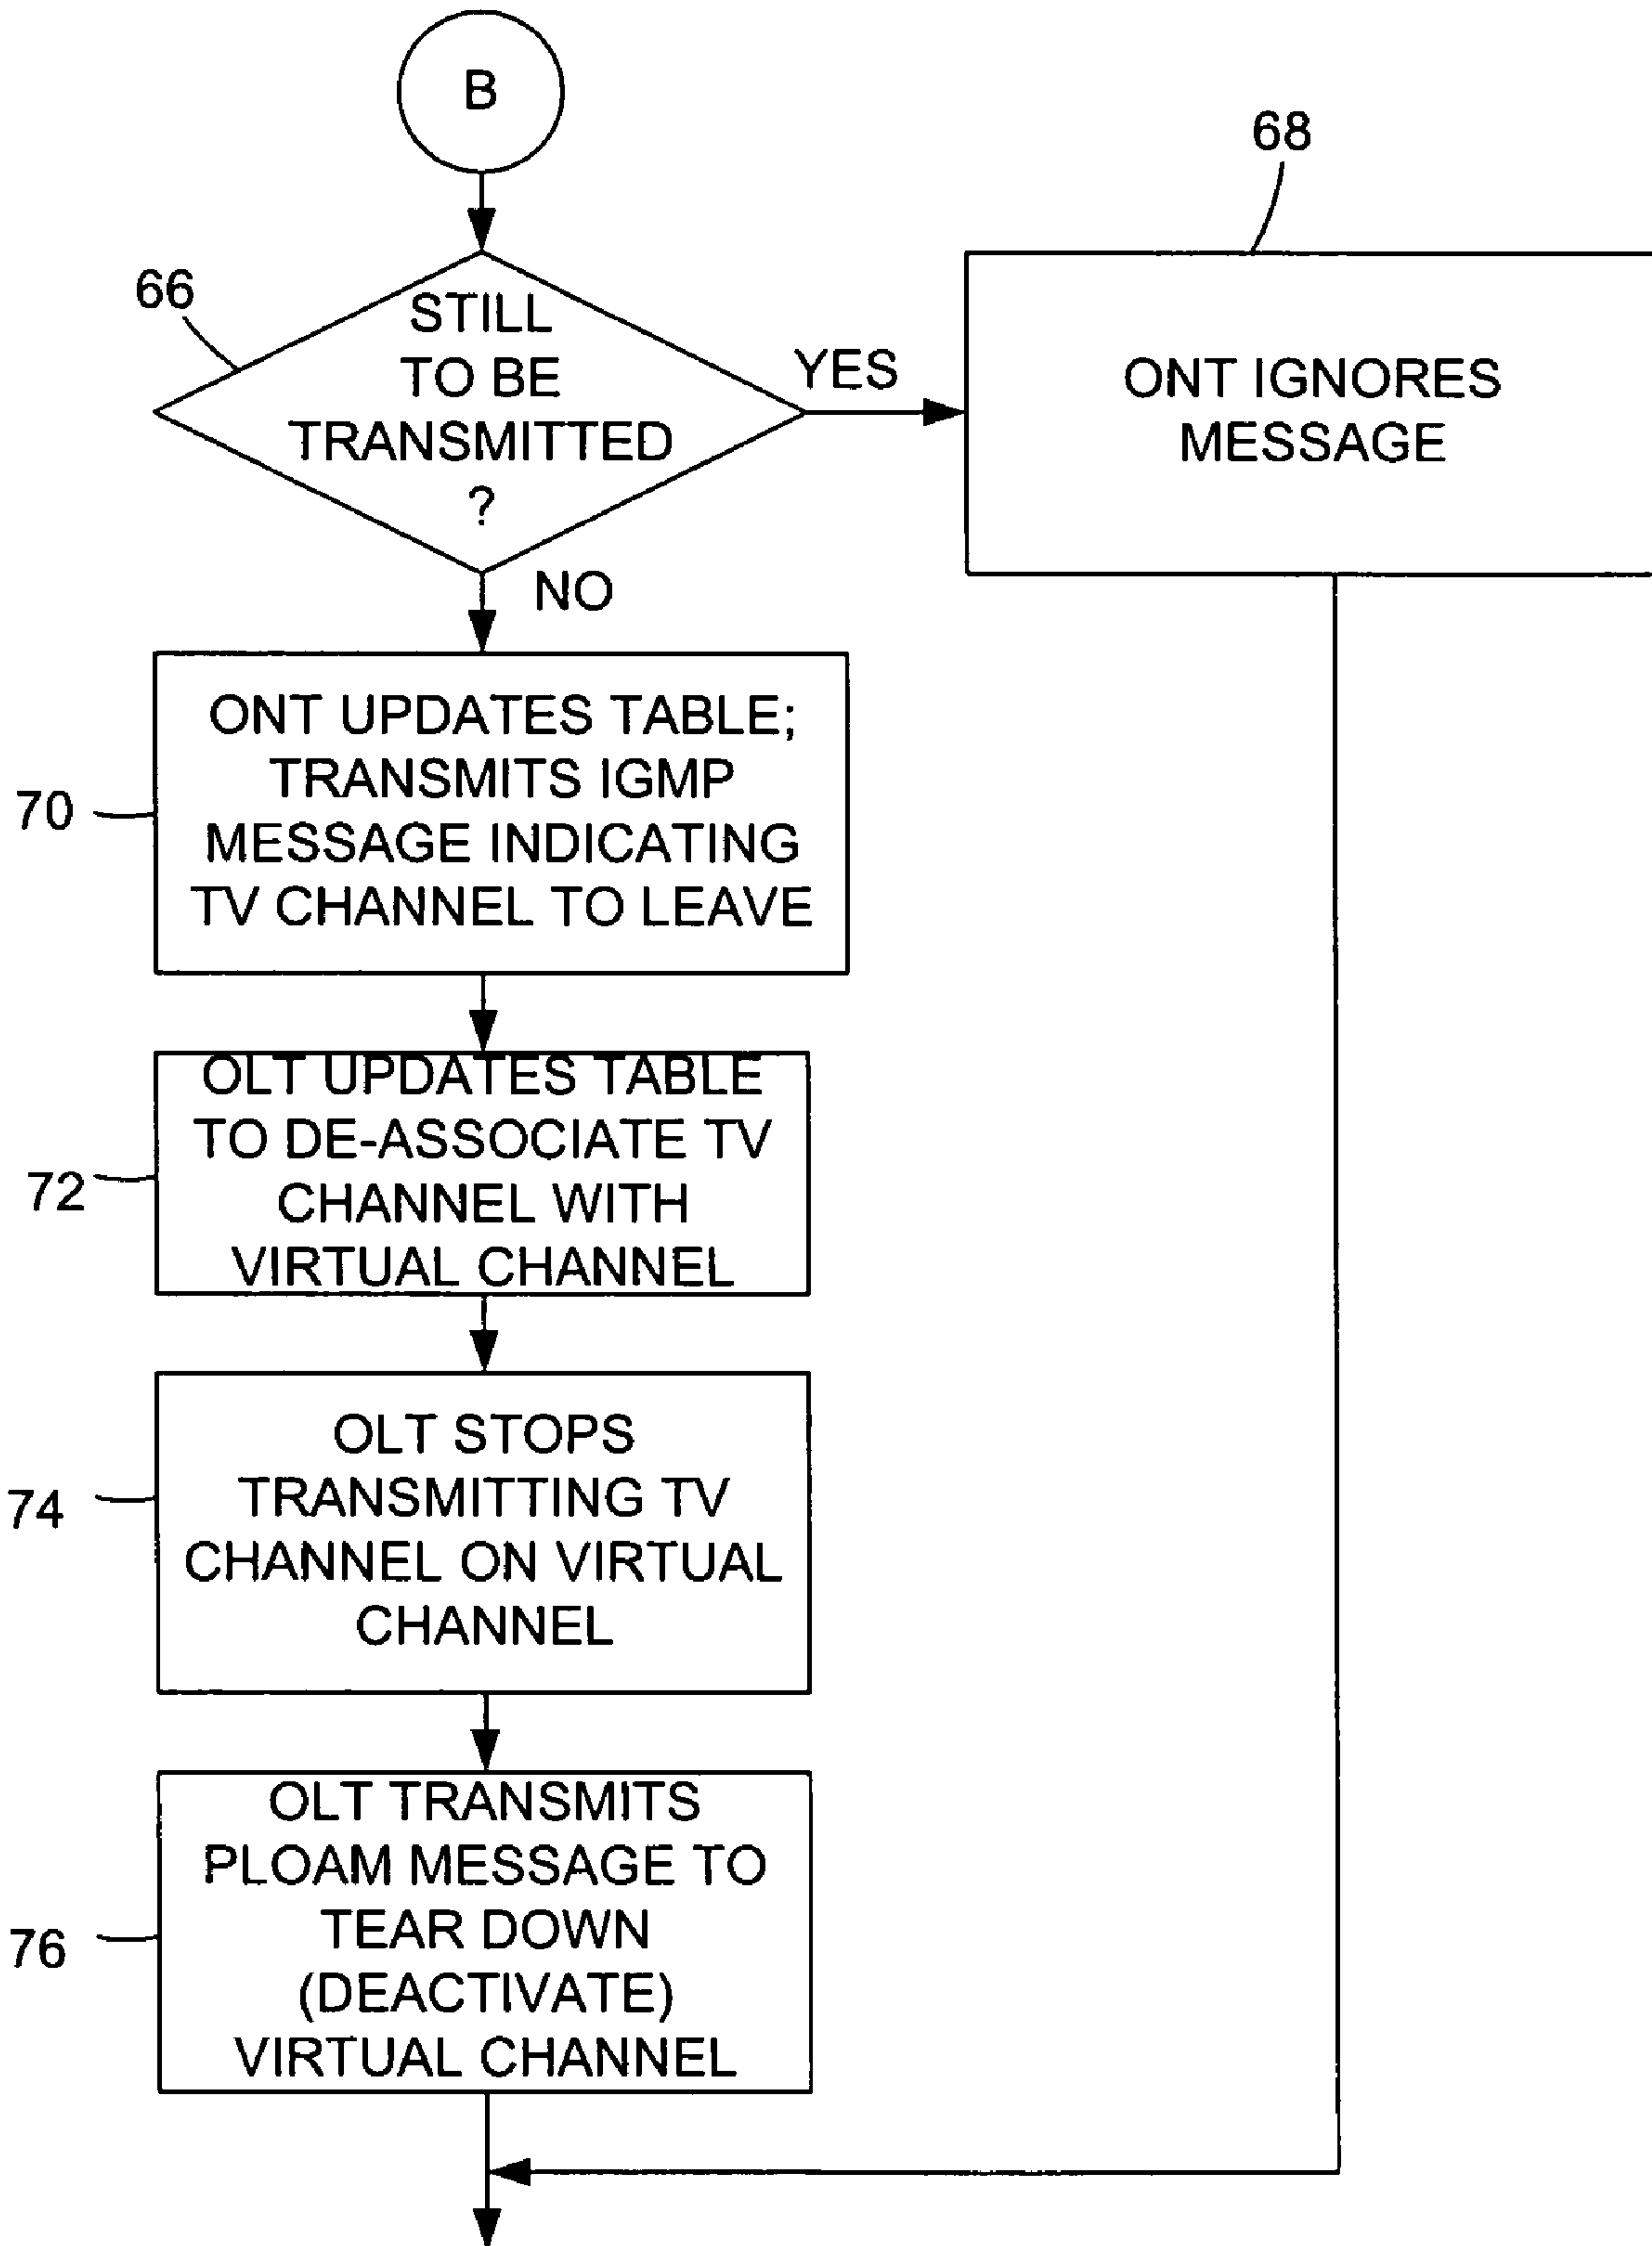 B
68
66
STILL
TO BE
TRANSMITTED
?
YES
ONT IGNORES
MESSAGE
NO
70
ONT UPDATES TABLE;
TRANSMITS IGMP
MESSAGE INDICATING
TV CHANNEL TO LEAVE
72
OLT UPDATES TABLE
TO DE-ASSOCIATE TV
CHANNEL WITH
VIRTUAL CHANNEL
74
OLT STOPS
TRANSMITTING TV
CHANNEL ON VIRTUAL
CHANNEL
76
OLT TRANSMITS
PLOAM MESSAGE TO
TEAR DOWN
(DEACTIVATE)
VIRTUAL CHANNEL